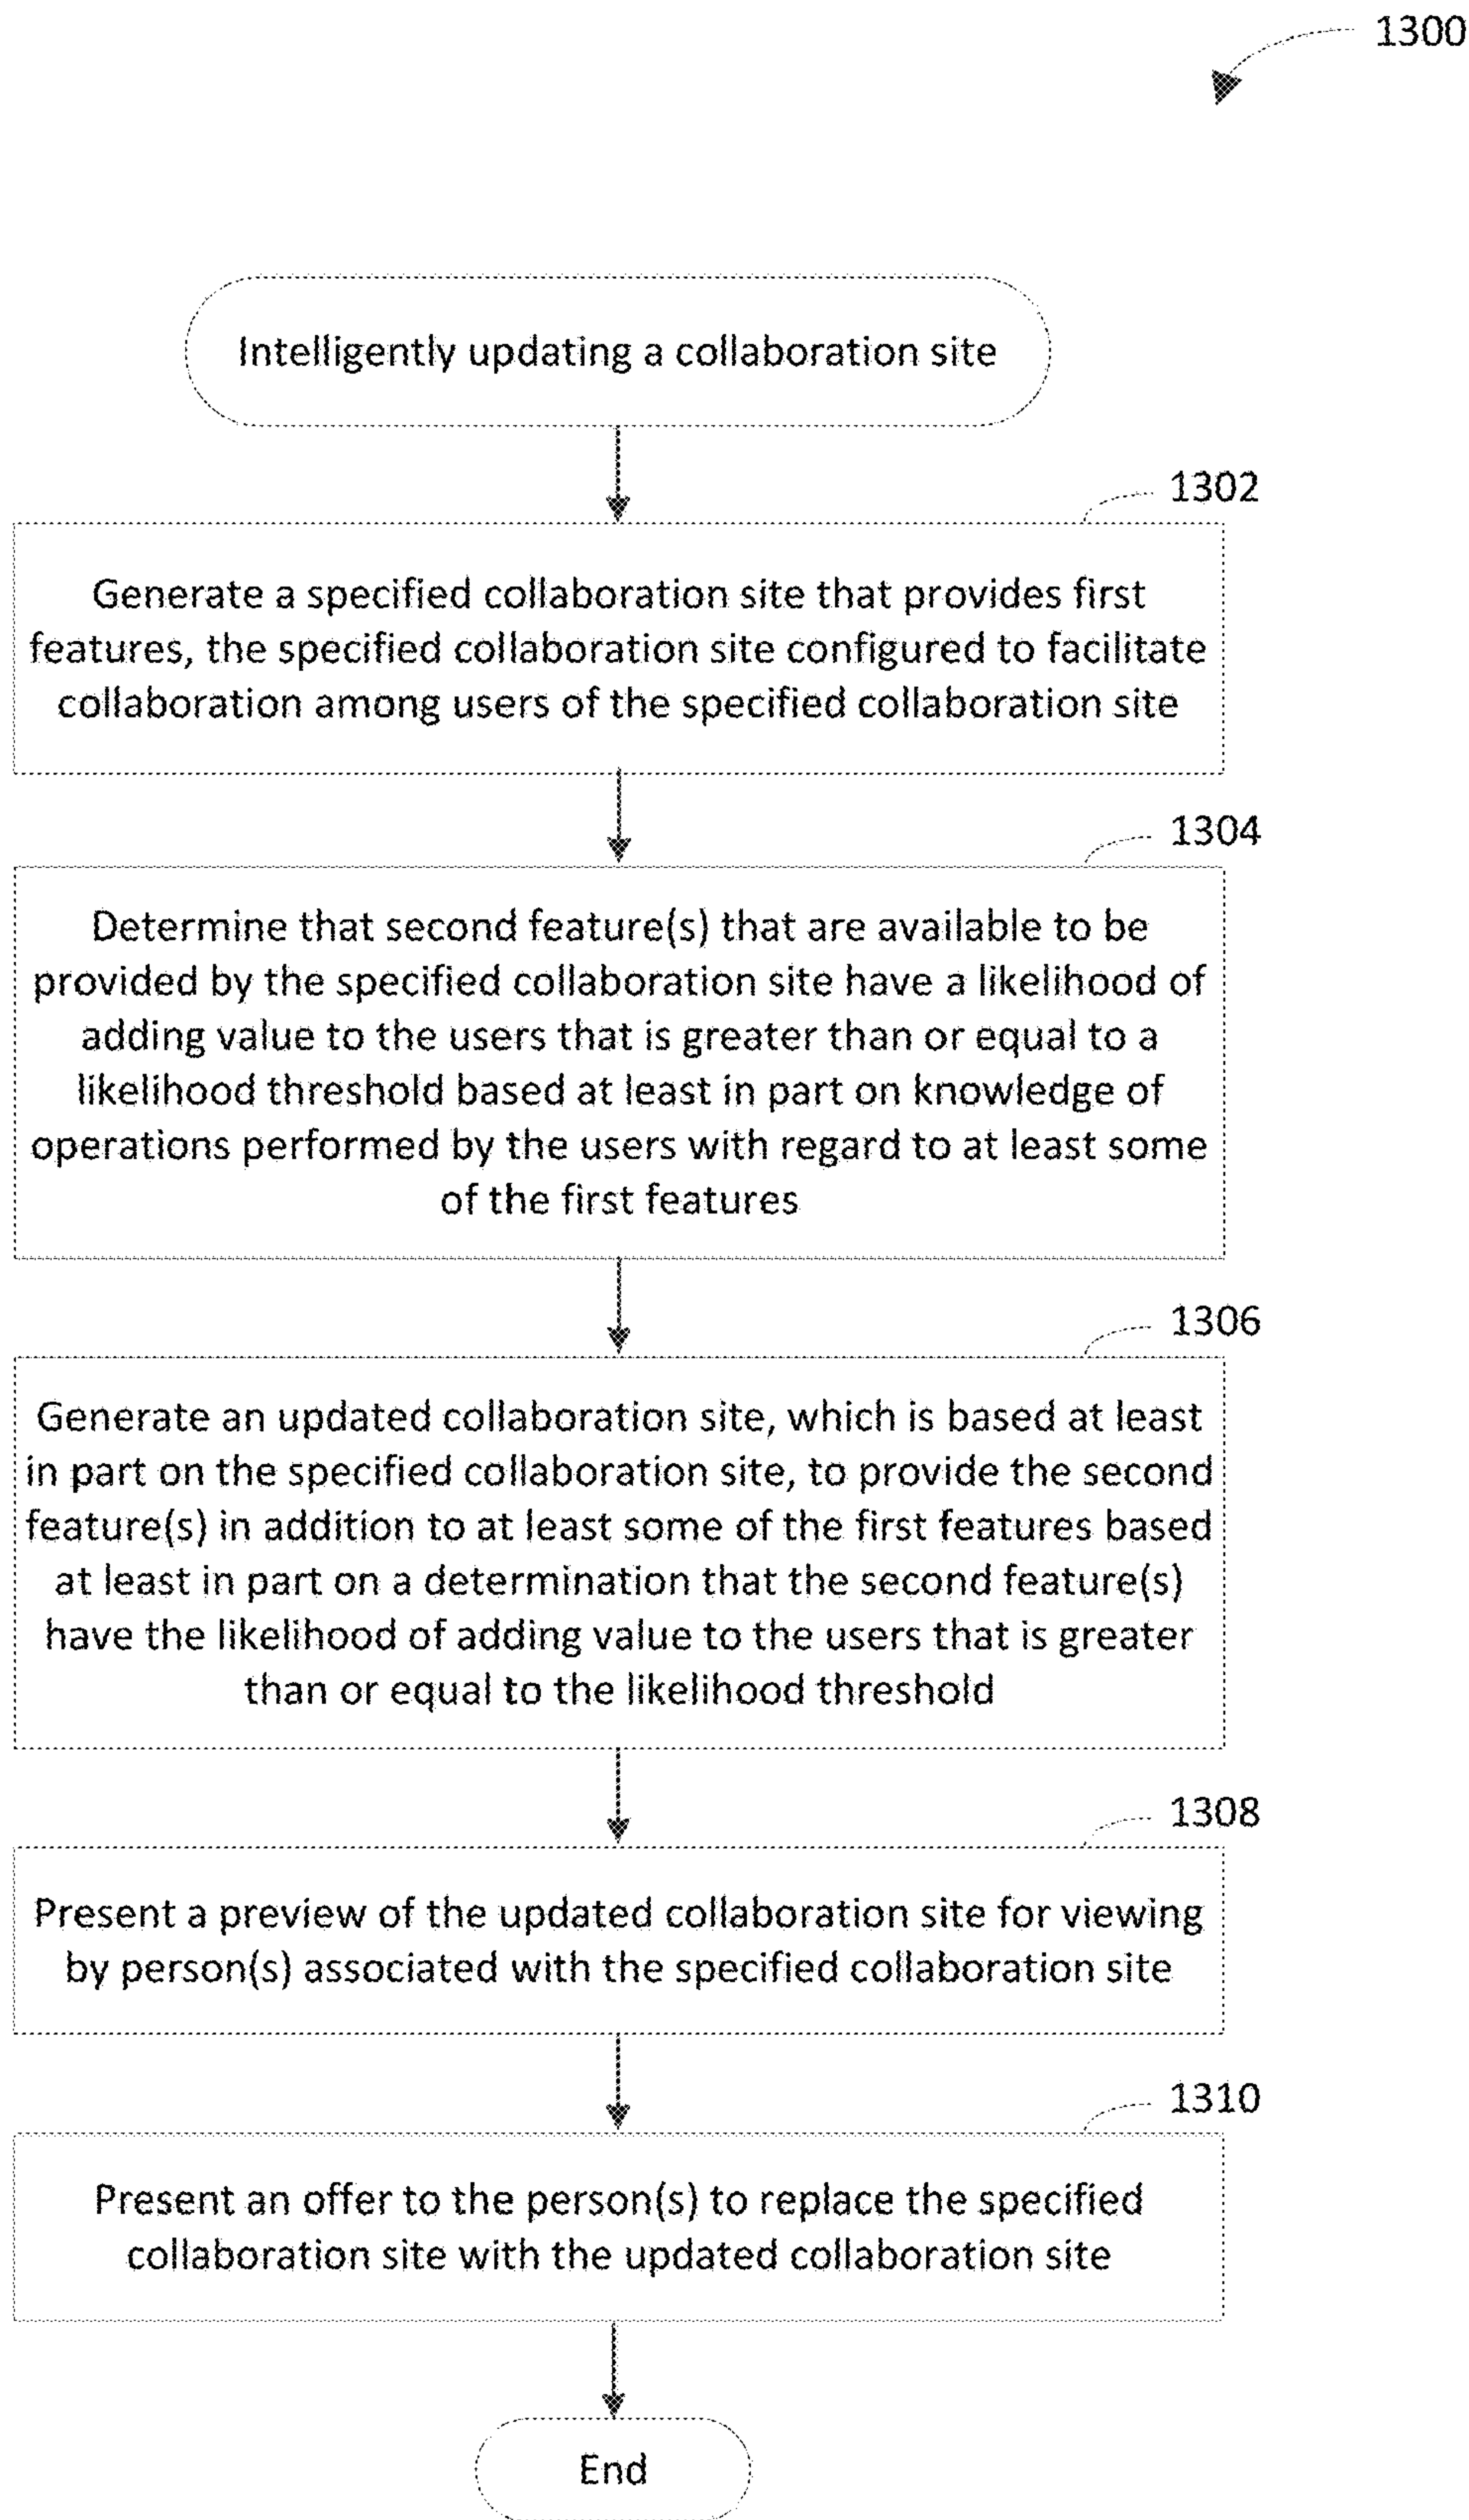 1300
Intelligently updating a collaboration site
1302
Generate a specified collaboration site that provides first
features, the specified collaboration site configured to facilitate
collaboration among users of the specified collaboration site
1304
Determine that second feature(s) that are available to be
provided by the specified collaboration site have a likelihood of
adding value to the users that is greater than or equal to a
likelihood threshold based at least in part on knowledge of
operations performed by the users with regard to at least some
of the first features
1306
Generate an updated collaboration site, which is based at least
in part on the specified collaboration site, to provide the second
feature(s) in addition to at least some of the first features based
at least in part on a determination that the second feature(s)
have the likelihood of adding value to the users that is greater
than or equal to the likelihood threshold
1308
Present a preview of the updated collaboration site for viewing
by person(s) associated with the specified collaboration site
1310
Present an offer to the person(s) to replace the specified
collaboration site with the updated collaboration site
End